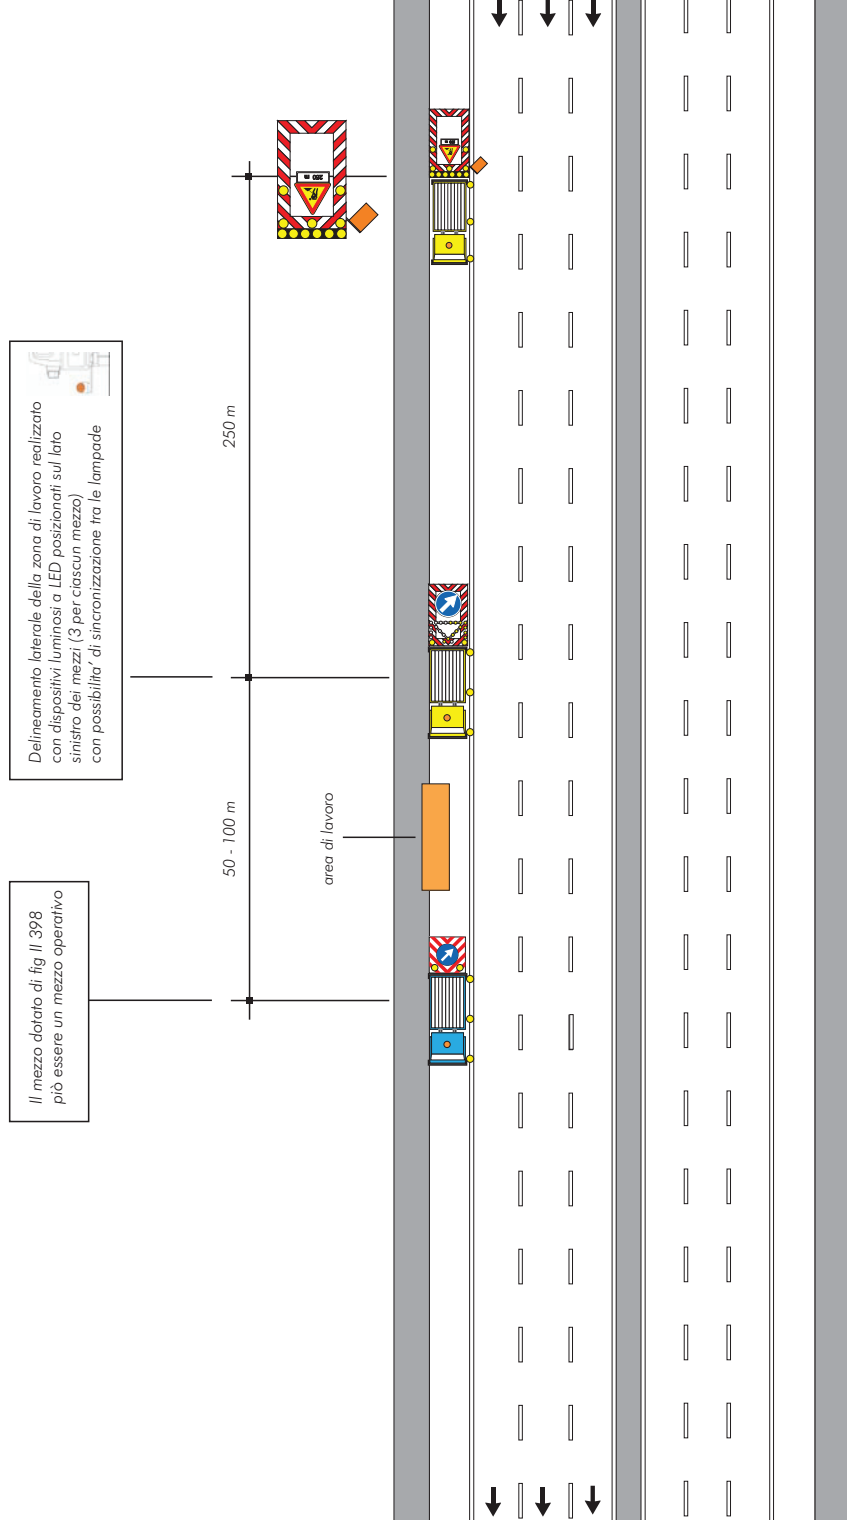 250 m
250 m
Delineamento laterale della zona di lavoro realizzato
con dispositivi luminosi a LED posizionati sul lato
sinistro dei mezzi (3 per ciascun mezzo)
con possibilita' di sincronizzazione tra le lampade
50 - 100 m
area di lavoro
Il mezzo dotato di fig II 398
piò essere un mezzo operativo